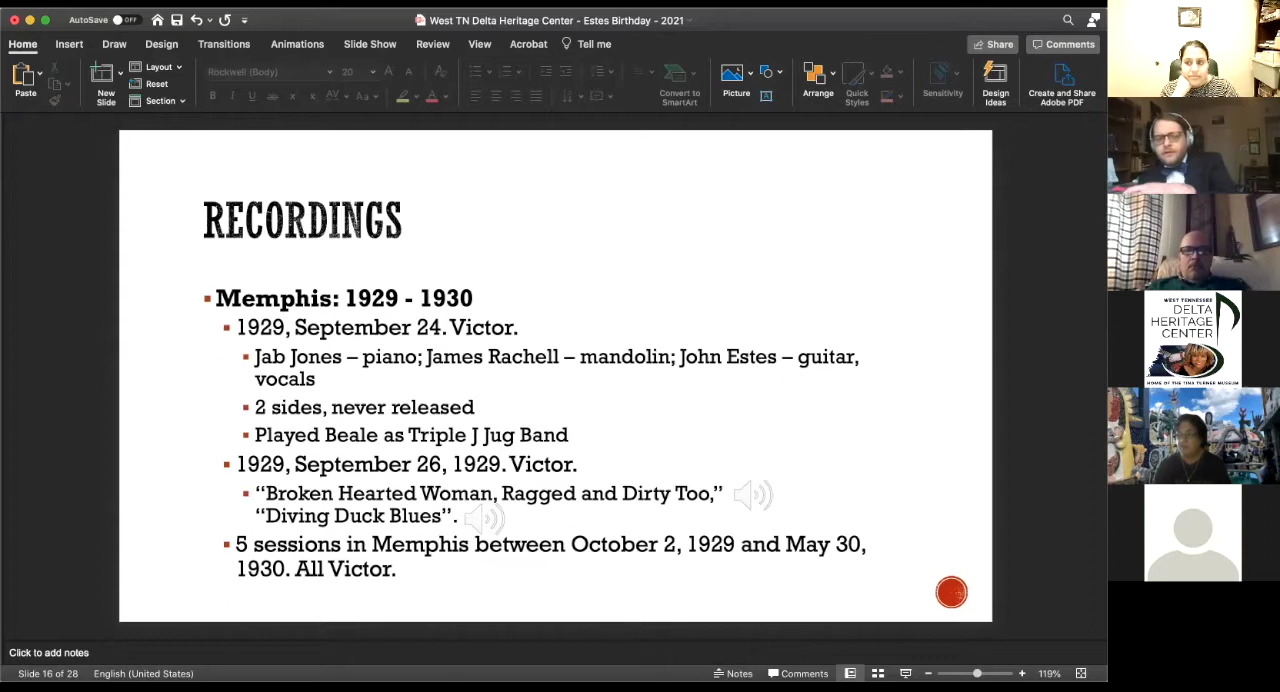 AutoSave OFF
West TN Delta Heritage Center - Estes Birthday - 2021
Home Insert Draw Design Transitions Animations Slide Show Review View Acrobat Tell me Share Comments
Paste
New Slide
Layout
Reset
Section
Rockwell (Body) 20
Convert to SmartArt
Picture
Arrange
Quick Styles
Sensitivity
Design Ideas
Create and Share Adobe PDF
RECORDINGS
▪ Memphis: 1929 - 1930
▪ 1929, September 24. Victor.
▪ Jab Jones – piano; James Rachell – mandolin; John Estes – guitar,
vocals
▪ 2 sides, never released
▪ Played Beale as Triple J Jug Band
▪ 1929, September 26, 1929. Victor.
▪ “Broken Hearted Woman, Ragged and Dirty Too,”
“Diving Duck Blues”.
▪ 5 sessions in Memphis between October 2, 1929 and May 30,
1930. All Victor.
WEST TENNESSEE
DELTA
HERITAGE
CENTER
HOME OF THE TINA TURNER MUSEUM
Click to add notes
Slide 16 of 28 English (United States) Notes Comments 119%